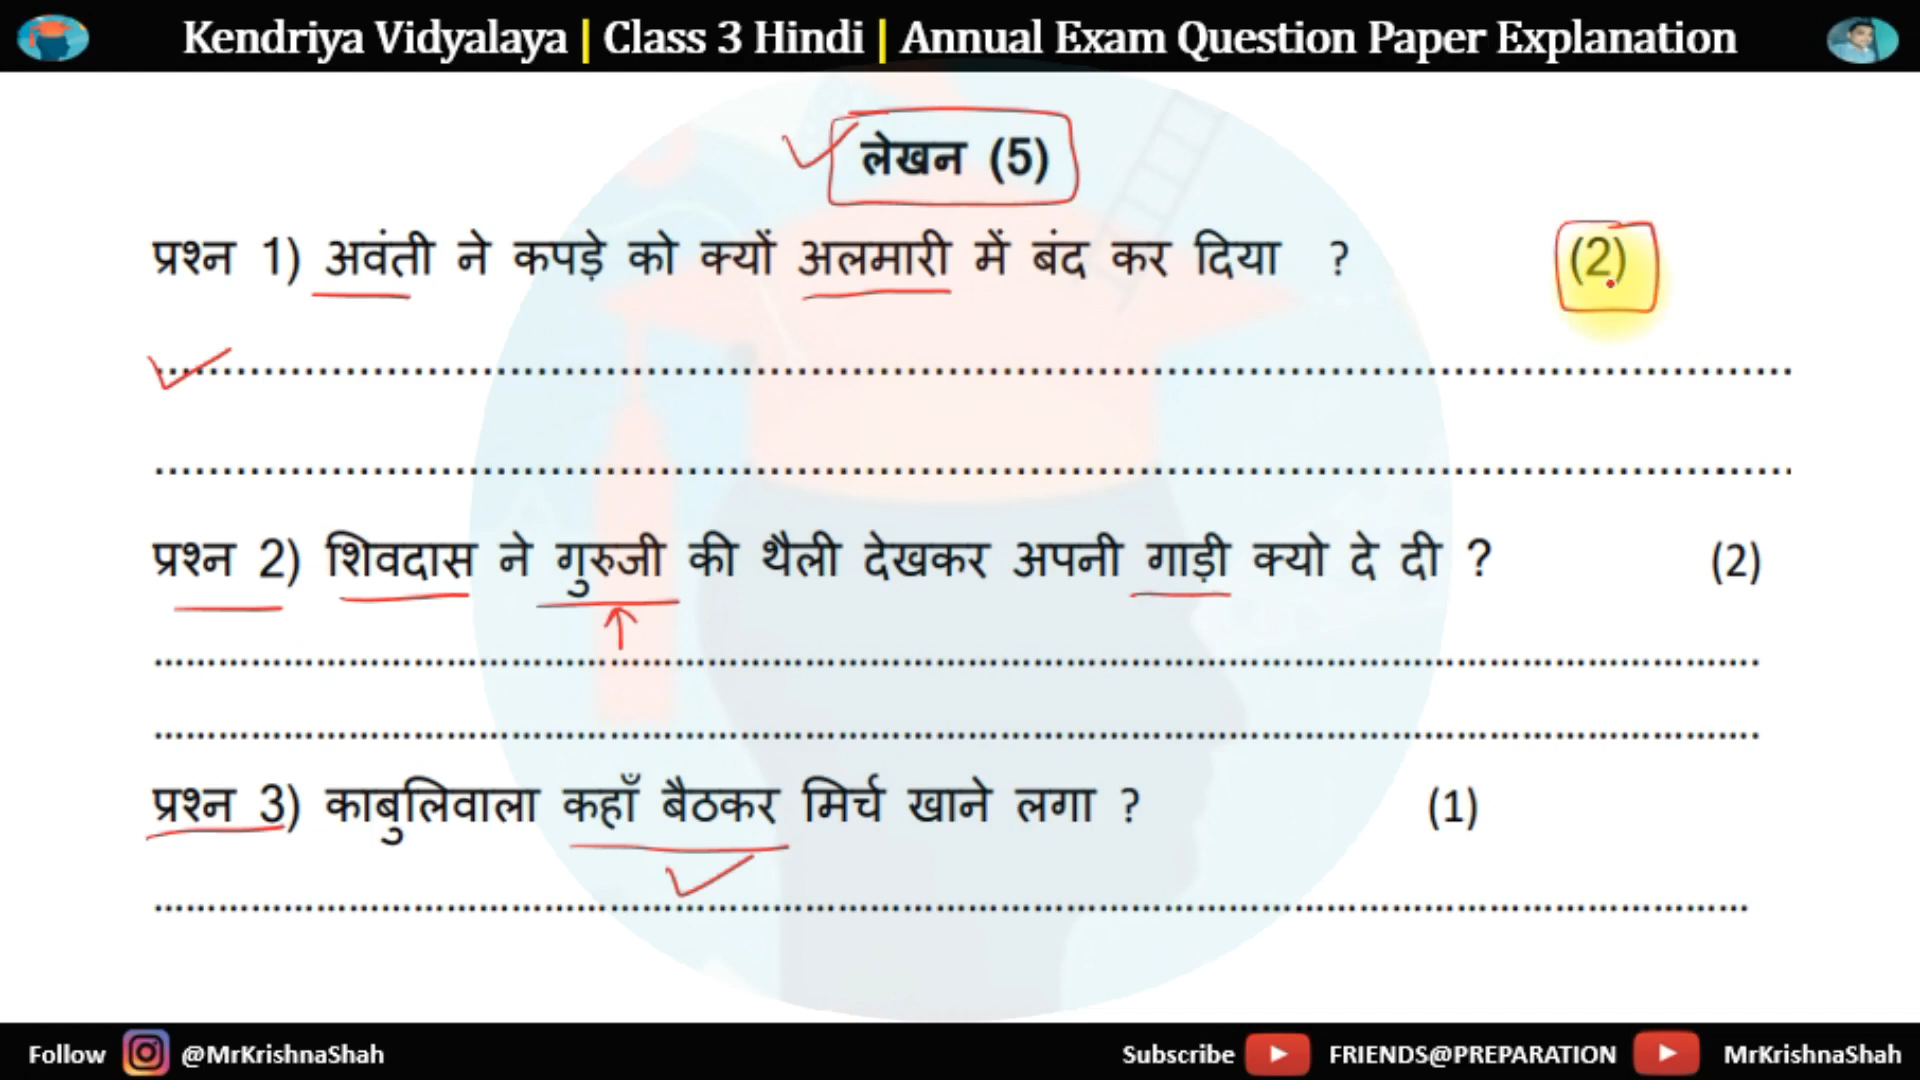 Kendriya Vidyalaya | Class 3 Hindi | Annual Exam Question Paper Explanation
लेखन (5)
प्रश्न 1) अवंती ने कपड़े को क्यों अलमारी में बंद कर दिया ? (2)
प्रश्न 2) शिवदास ने गुरुजी की थैली देखकर अपनी गाड़ी क्यो दे दी ? (2)
प्रश्न 3) काबुलिवाला कहाँ बैठकर मिर्च खाने लगा ? (1)
Follow @MrKrishnaShah Subscribe FRIENDS@PREPARATION MrKrishnaShah